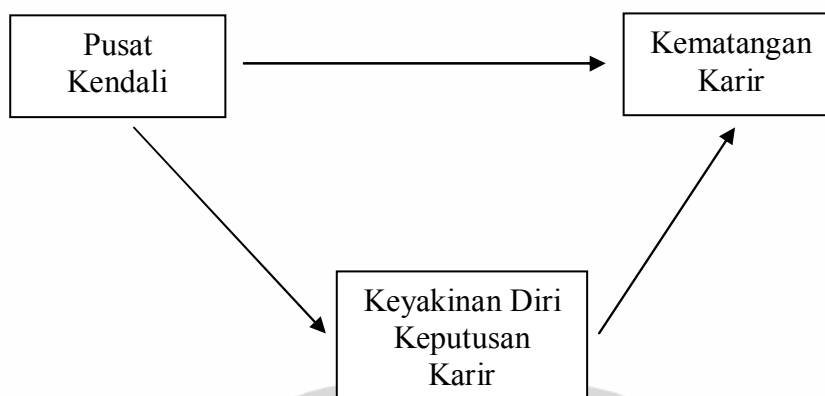 Pusat
Kendali
Kematangan
Karir
Keyakinan Diri
Keputusan
Karir